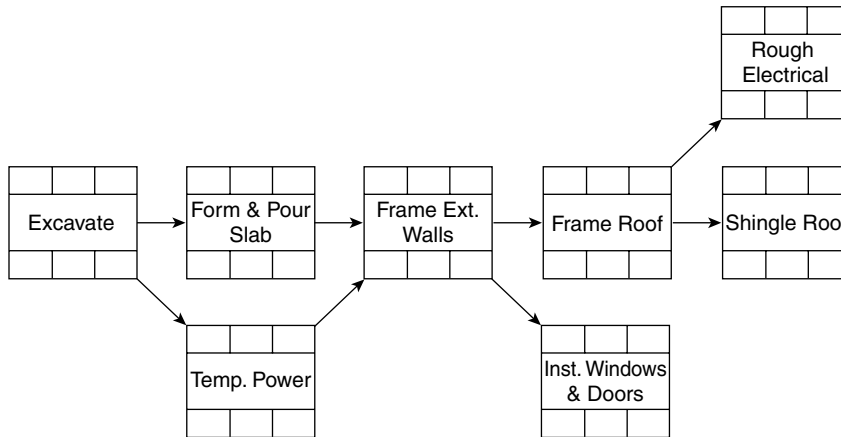 Rough
Electrical
Excavate
Form & Pour
Slab
Frame Ext.
Walls
Frame Roof
Shingle Roo
Temp. Power
Inst. Windows
& Doors